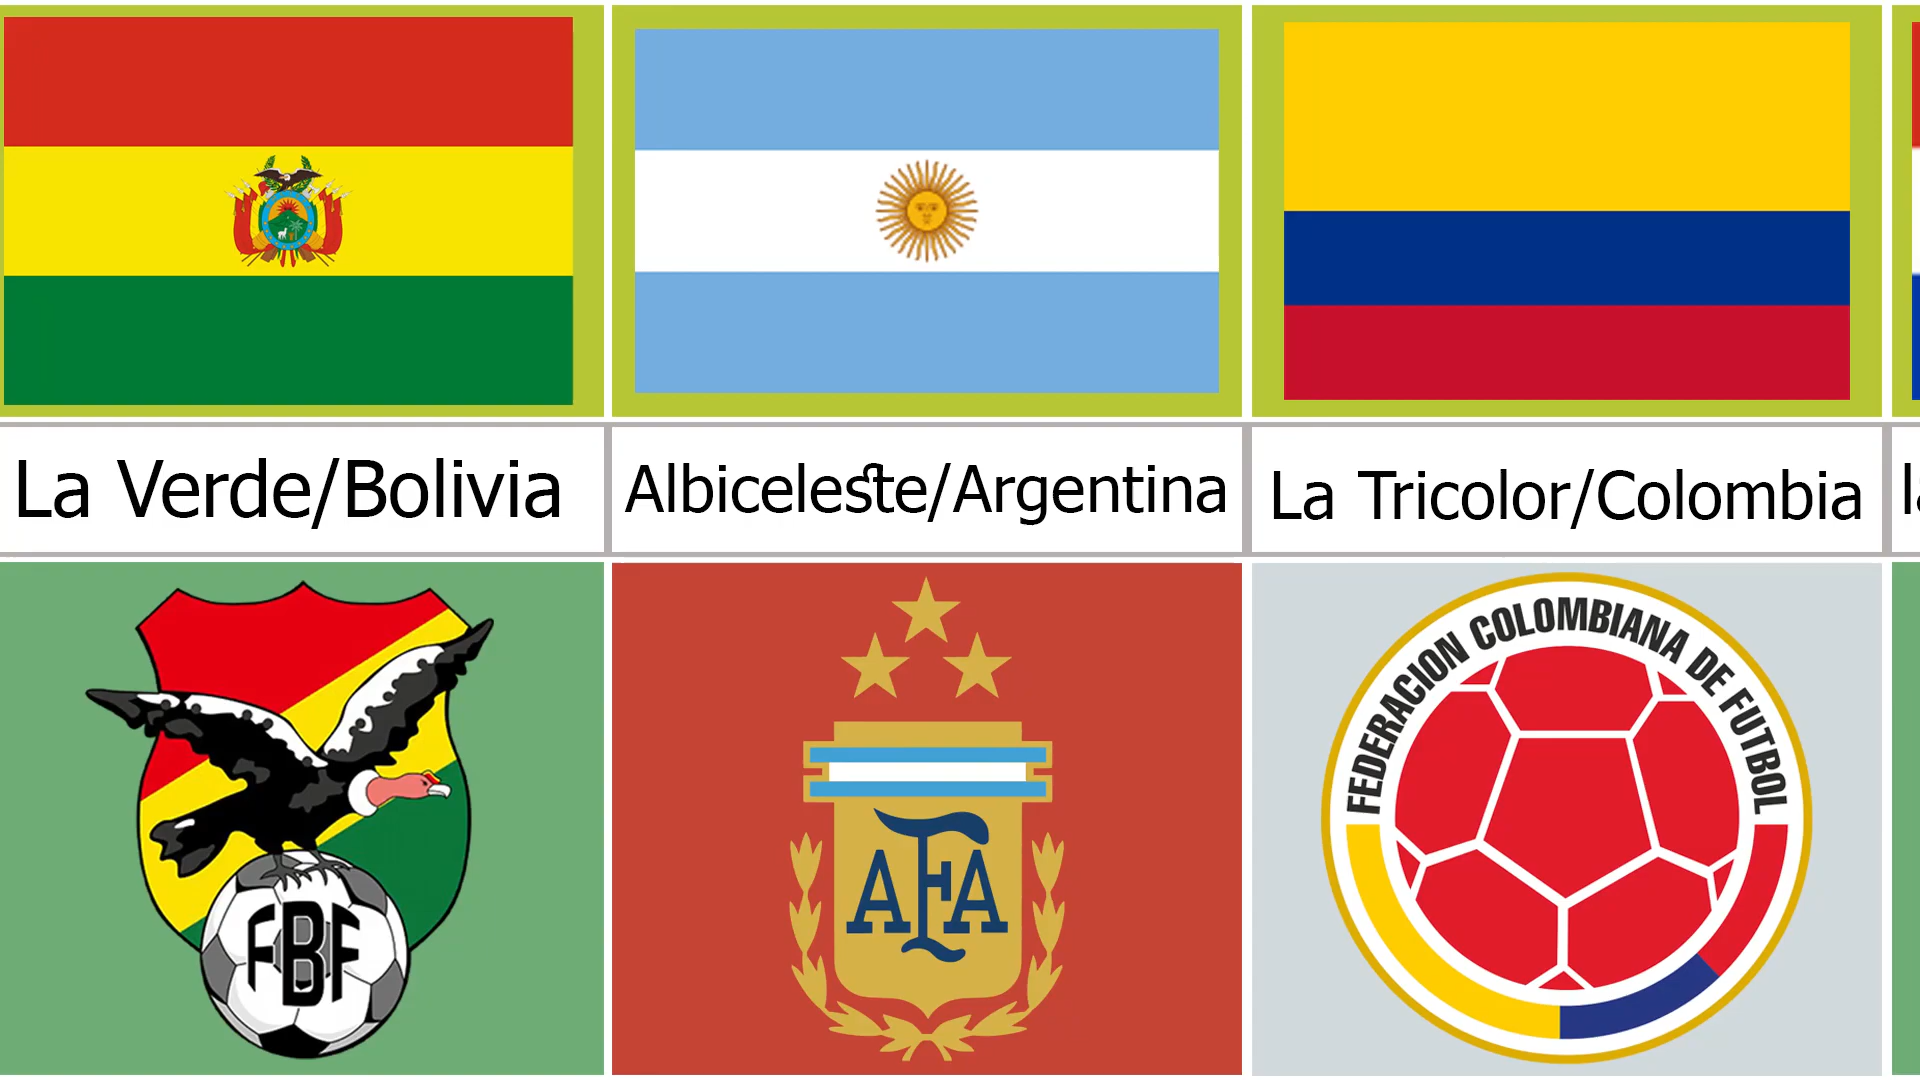 La Verde/Bolivia
Albiceleste/Argentina
La Tricolor/Colombia
FBF
AFA
FEDERACION COLOMBIANA DE FUTBOL